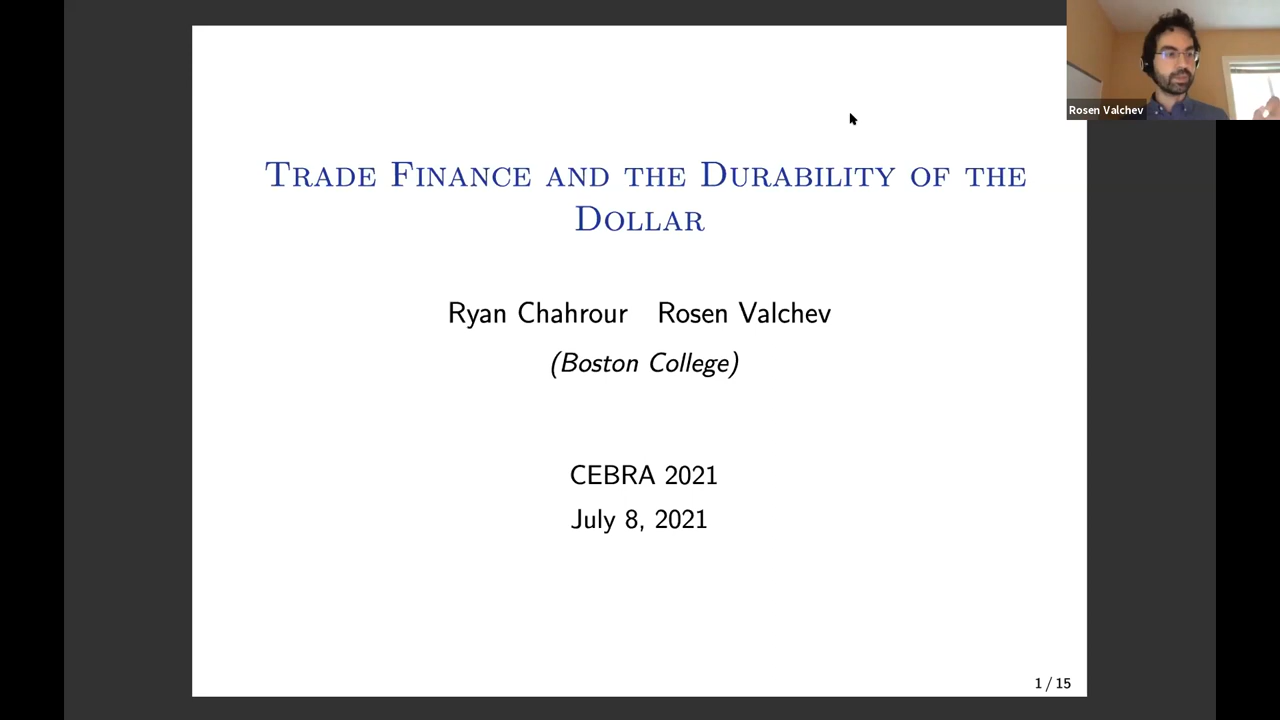 Rosen Valchev
TRADE FINANCE AND THE DURABILITY OF THE
DOLLAR
Ryan Chahrour Rosen Valchev
(Boston College)
CEBRA 2021
July 8, 2021
1 / 15